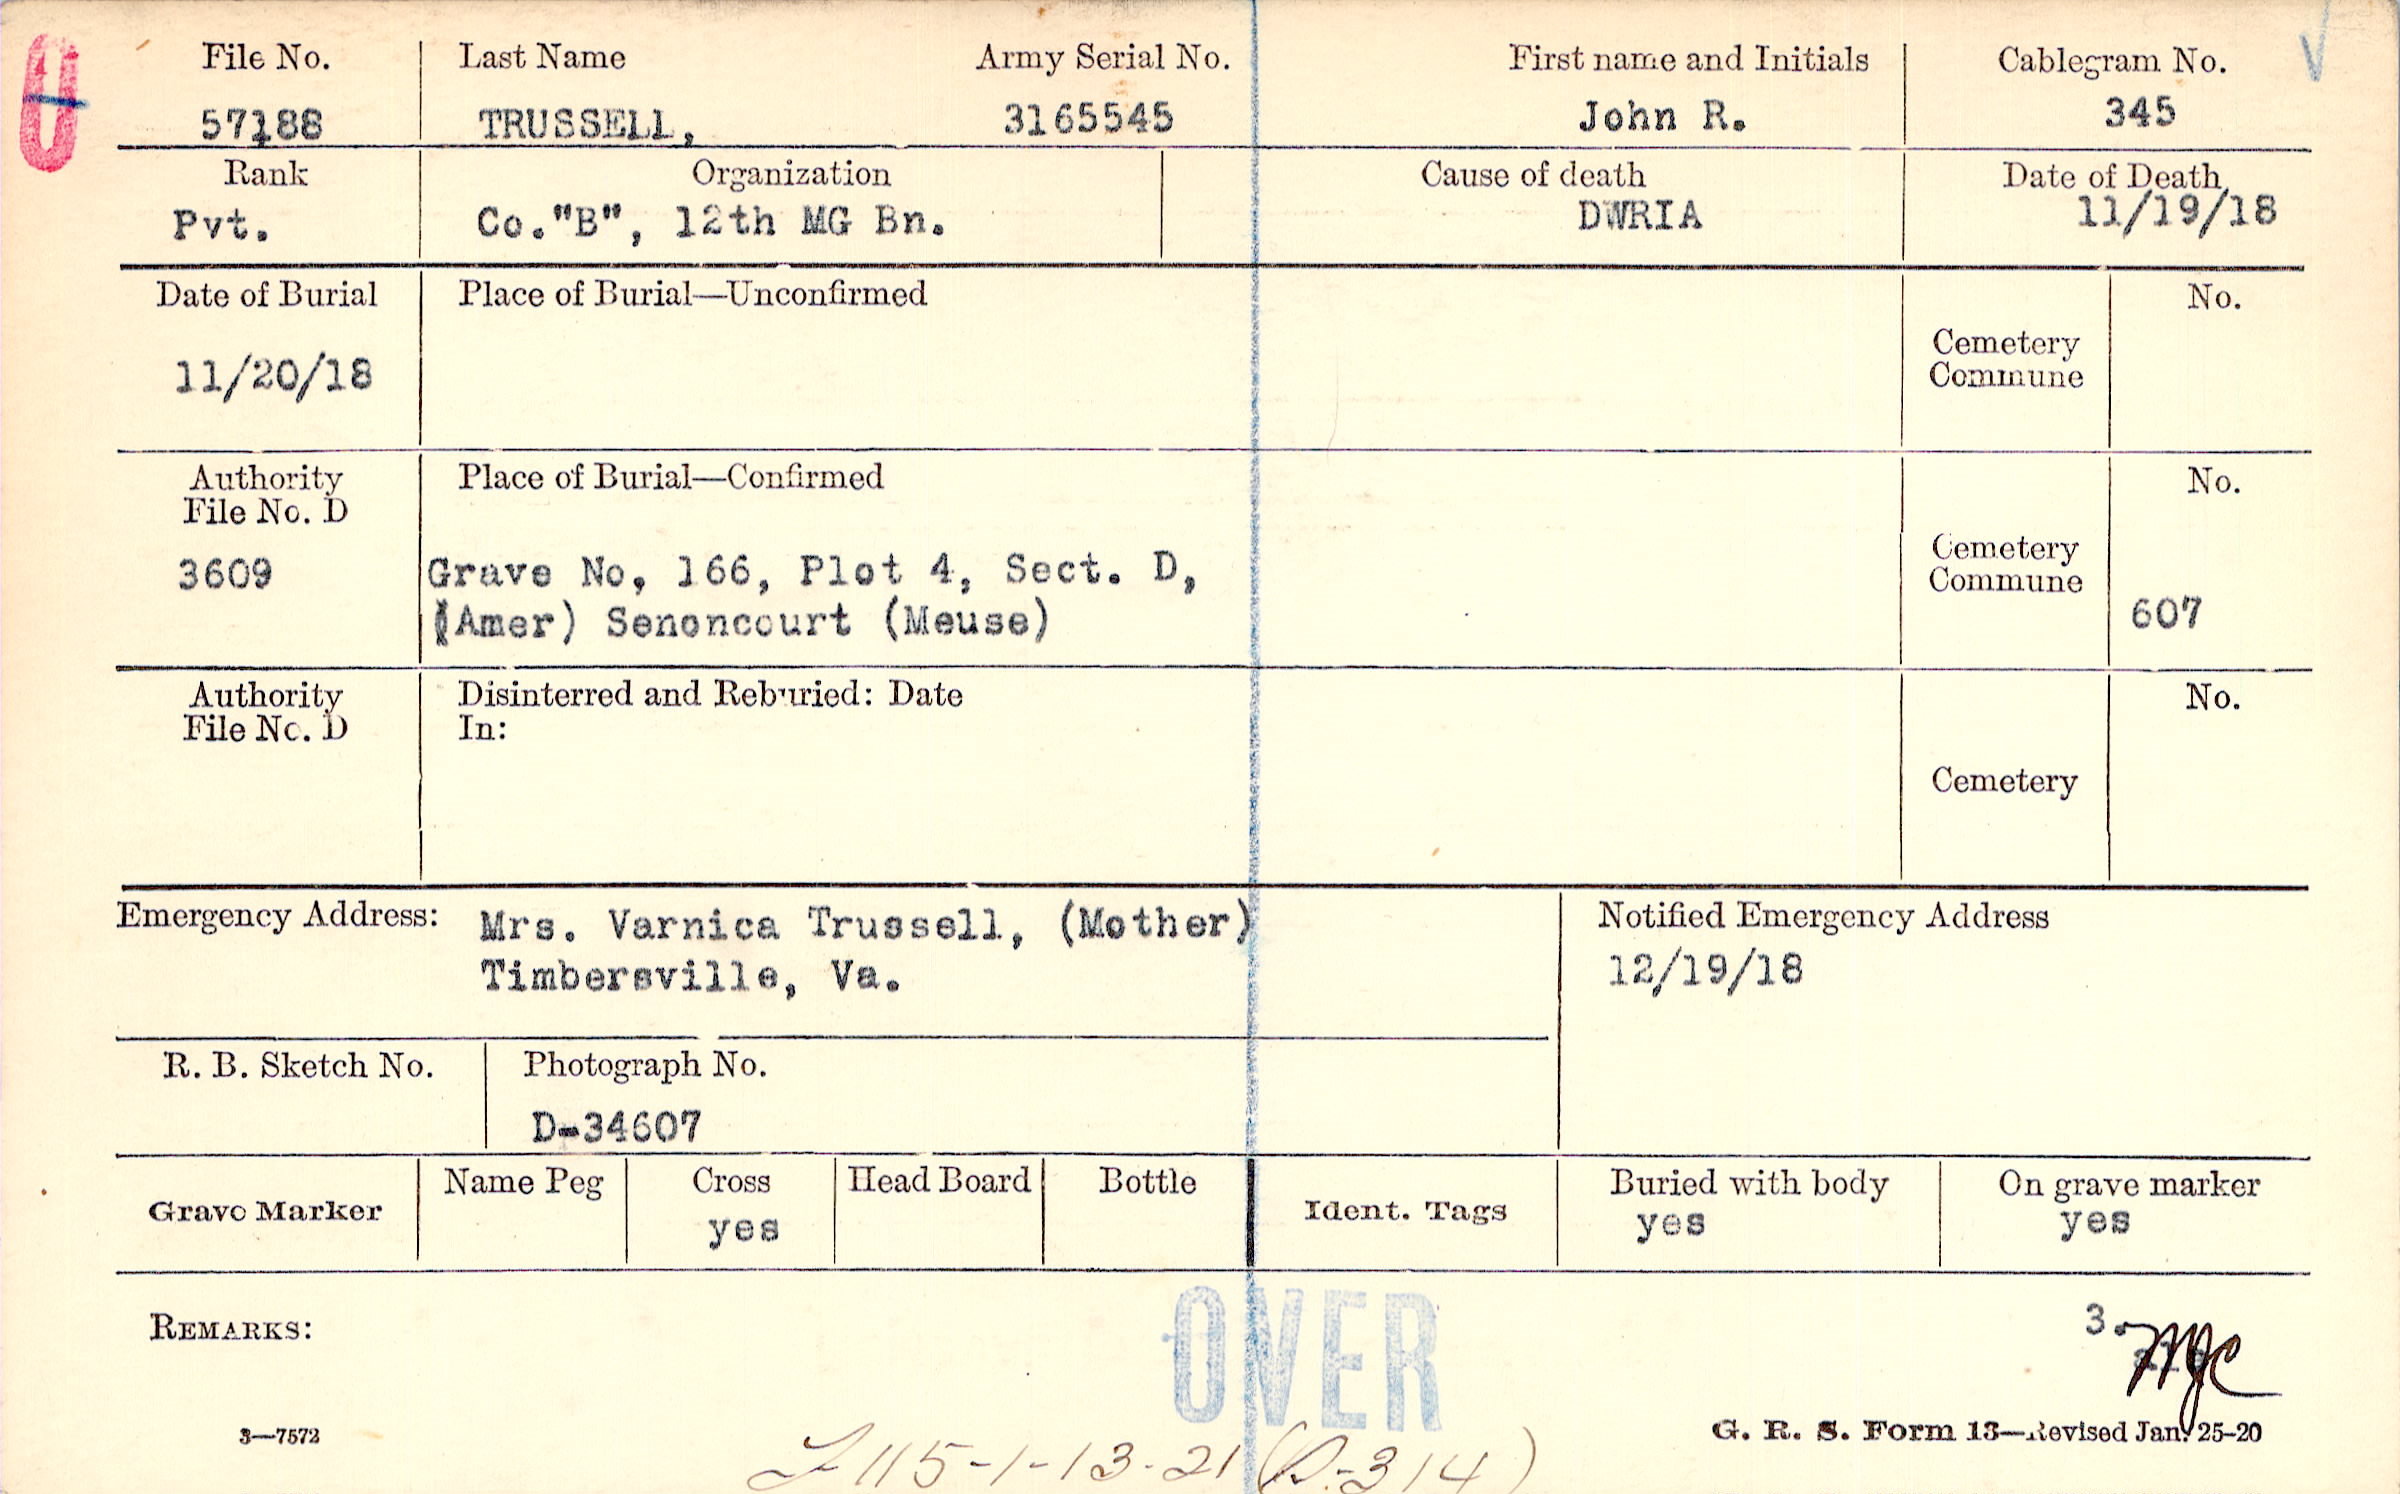 File No. Last Name Army Serial No. First name and Initials Cablegram No.
57188 TRUSSELL, 3165545 John R. 345
Rank Organization Cause of death Date of Death
Pvt. Co."B", 12th MG Bn. DWRIA 11/19/18
Date of Burial Place of Burial—Unconfirmed No.
Cemetery
Commune
11/20/18
Authority Place of Burial—Confirmed No.
File No. D
Cemetery
Commune
3609 Grave No, 166, Plot 4, Sect. D,
(Amer) Senoncourt (Meuse) 607
Authority Disinterred and Reburied: Date No.
File No. D In:
Cemetery
Emergency Address: Mrs. Varnica Trussell, (Mother) Notified Emergency Address
Timbersville, Va. 12/19/18
R. B. Sketch No. Photograph No.
D-34607
Grave Marker Name Peg Cross Head Board Bottle Ident. Tags Buried with body On grave marker
yes yes yes
OVER
REMARKS: 3.
MJC
3—7572 G. R. S. Form 13—Revised Jan. 25-20
115-1-13-21 (D-314)